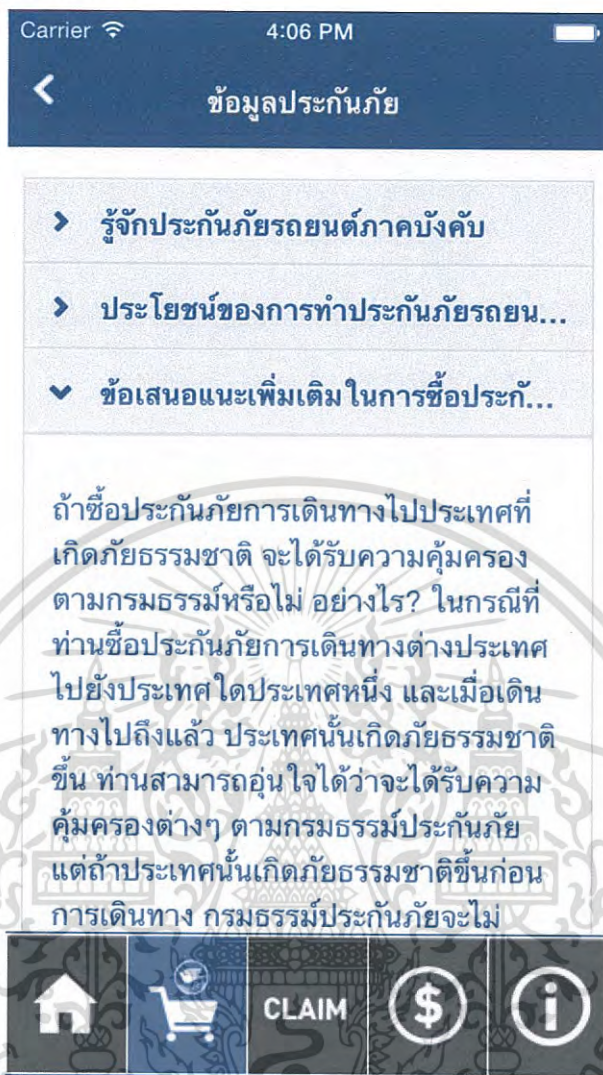 Carrier 4:06 PM
ข้อมูลประกันภัย
รู้จักประกันภัยรถยนต์ภาคบังคับ
ประโยชน์ของการทำประกันภัยรถยน...
ข้อเสนอแนะเพิ่มเติมในการซื้อประกั...
ถ้าซื้อประกันภัยการเดินทางไปประเทศที่
เกิดภัยธรรมชาติ จะได้รับความคุ้มครอง
ตามกรมธรรม์หรือไม่ อย่างไร? ในกรณีที่
ท่านซื้อประกันภัยการเดินทางต่างประเทศ
ไปยังประเทศใดประเทศหนึ่ง และเมื่อเดิน
ทางไปถึงแล้ว ประเทศนั้นเกิดภัยธรรมชาติ
ขึ้น ท่านสามารถอุ่นใจได้ว่าจะได้รับความ
คุ้มครองต่างๆ ตามกรมธรรม์ประกันภัย
แต่ถ้าประเทศนั้นเกิดภัยธรรมชาติขึ้นก่อน
การเดินทาง กรมธรรม์ประกันภัยจะไม่
CLAIM